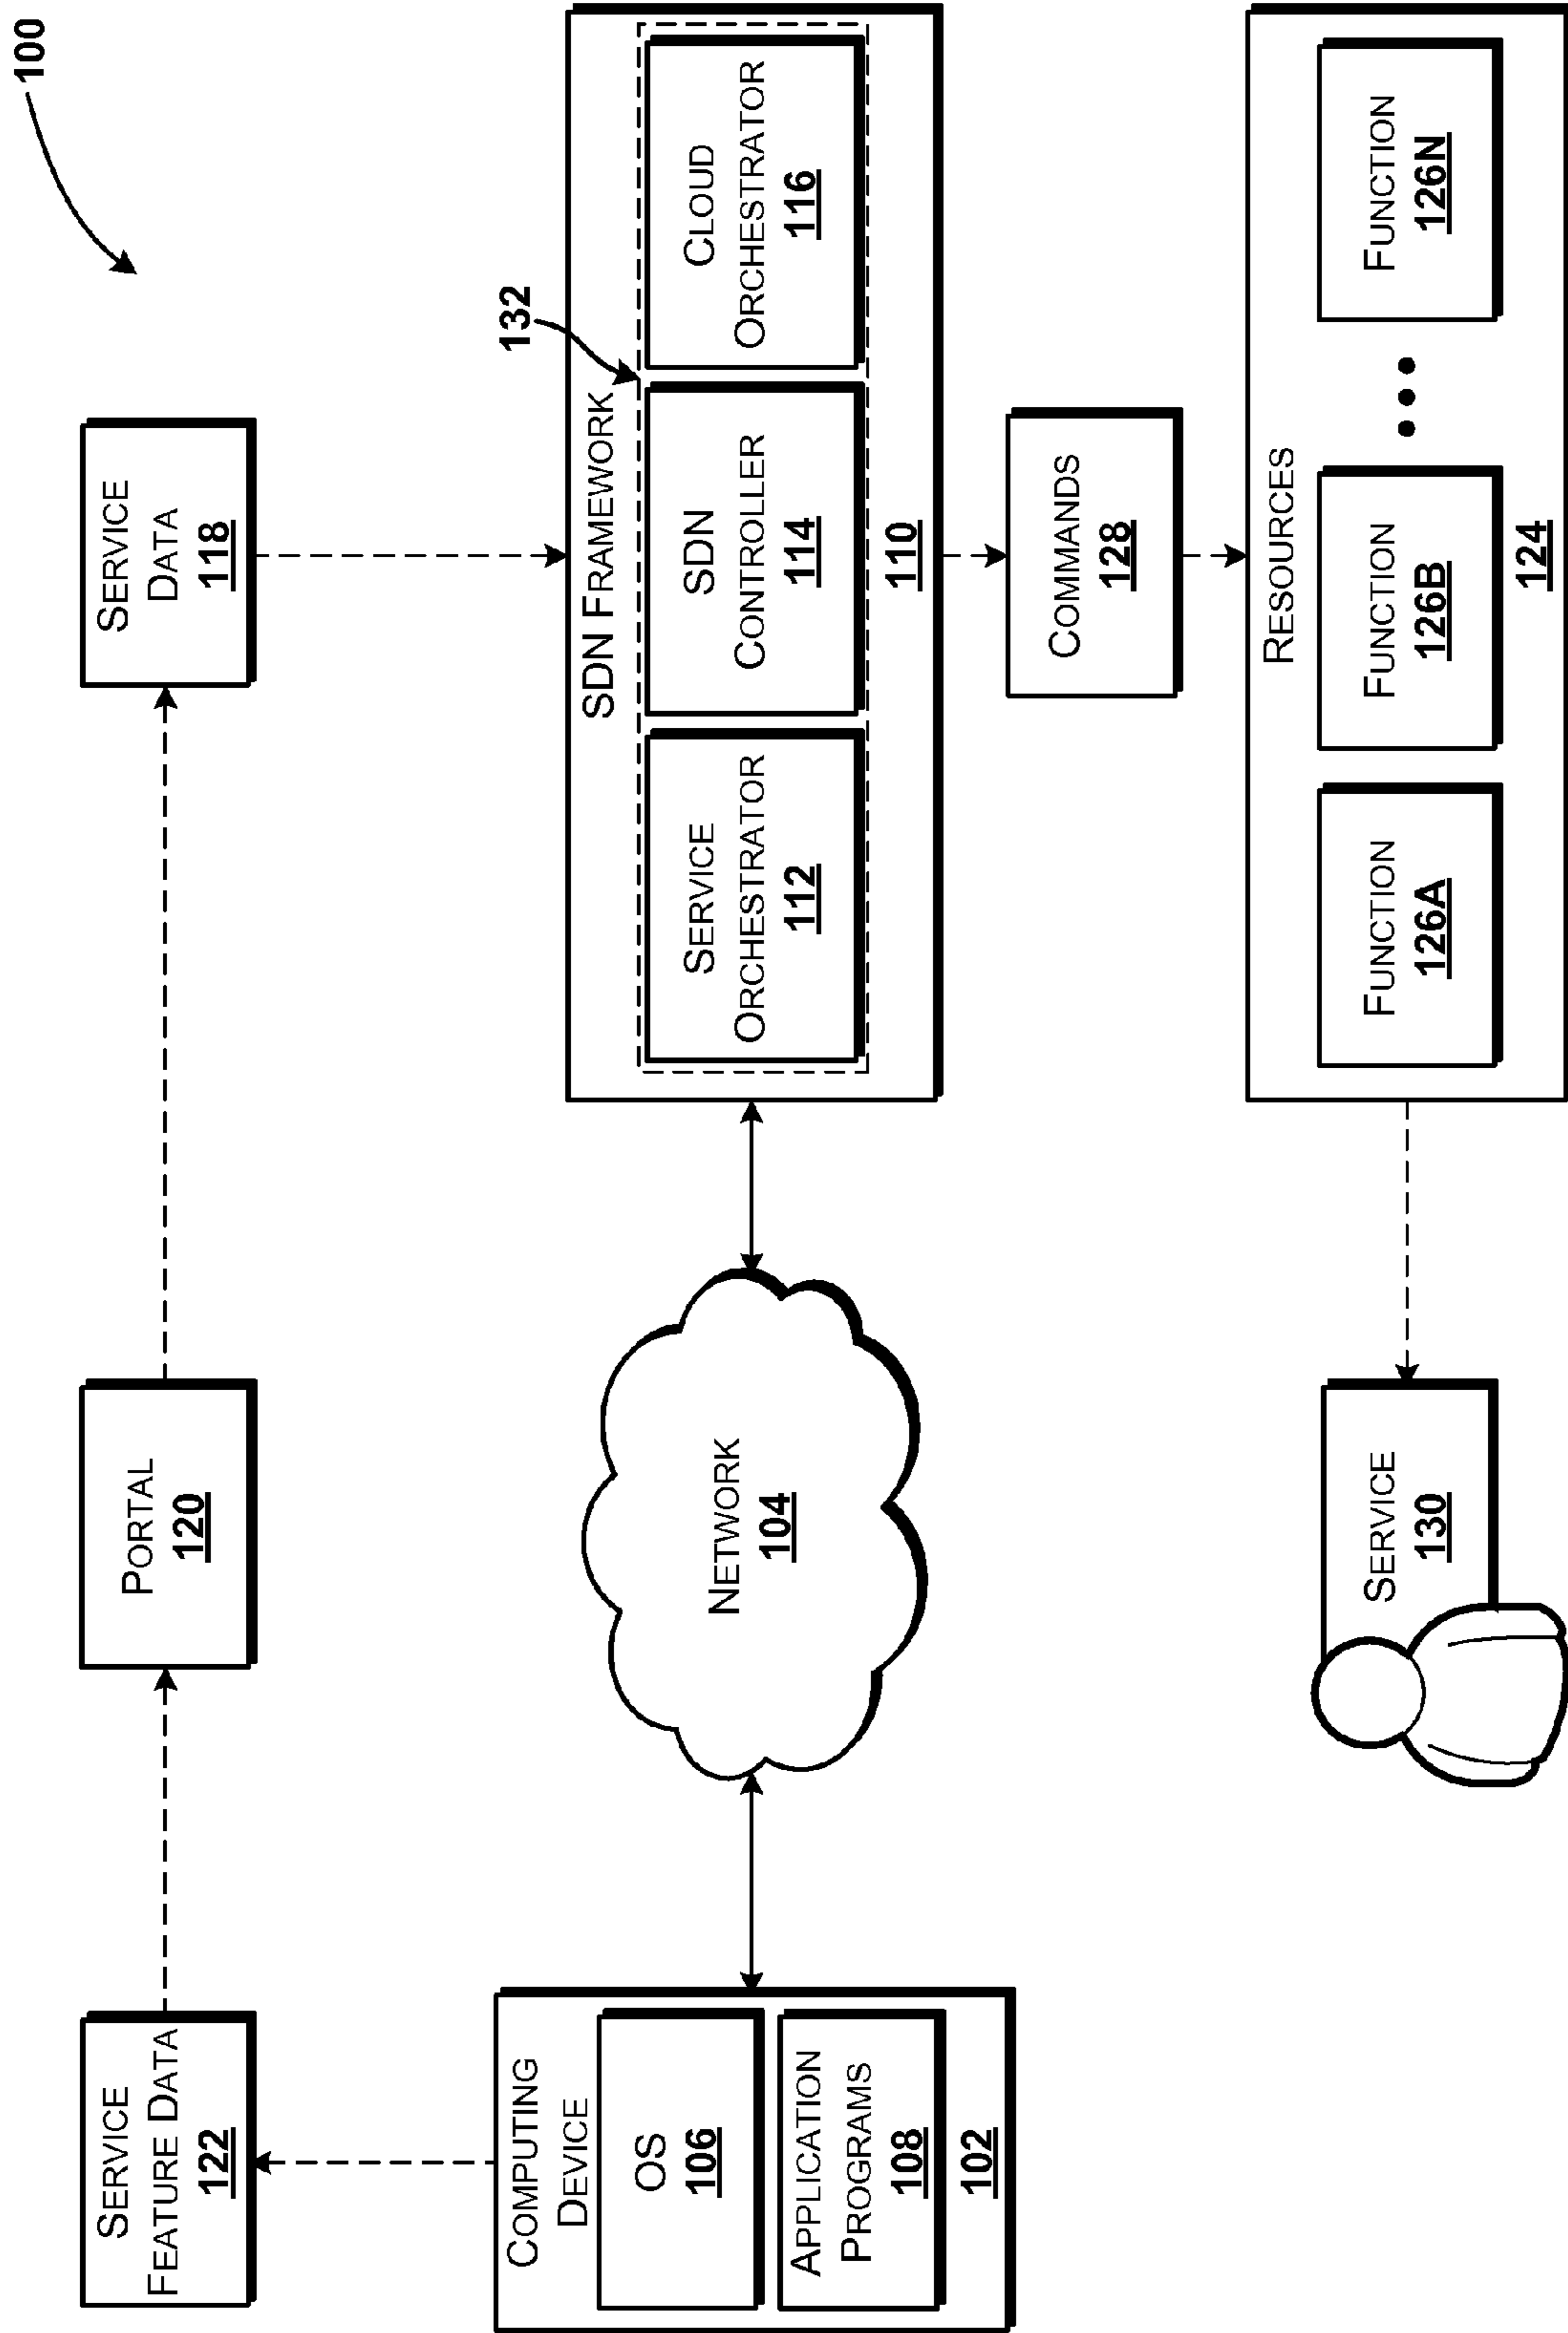 100
SERVICE
FEATURE DATA
122
PORTAL
120
SERVICE
DATA
118
COMPUTING
DEVICE
OS
106
APPLICATION
PROGRAMS
108
102
NETWORK
104
132
SDN FRAMEWORK
SERVICE
ORCHESTRATOR
112
SDN
CONTROLLER
114
CLOUD
ORCHESTRATOR
116
110
COMMANDS
128
SERVICE
130
RESOURCES
FUNCTION
126A
FUNCTION
126B
FUNCTION
126N
124